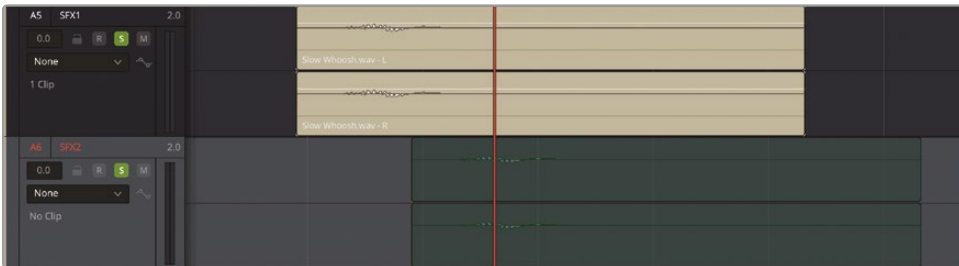 A5 SFX1 2.0
0.0 R S M
None
1 Clip
Slow Whoosh.wav - L
Slow Whoosh.wav - R
A6 SFX2 2.0
0.0 R S M
None
No Clip